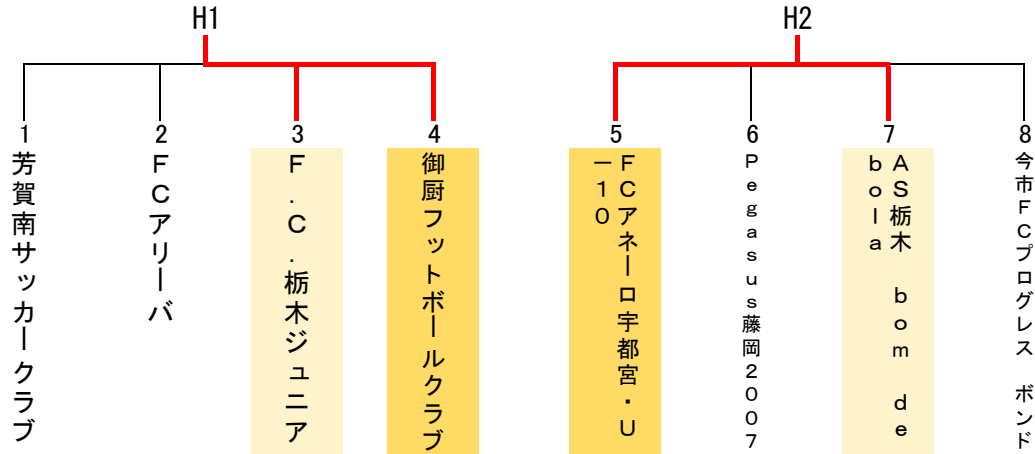 H1
H2
1
2
3
4
5
6
7
8
芳賀南サッカークラブ
FCアリーバ
F.C.栃木ジュニア
御厨フットボールクラブ
FCアネーロ宇都宮・U
－10
Pegasus藤岡2007
AS栃木 bom de
bola
今市FCプログレス ボンド